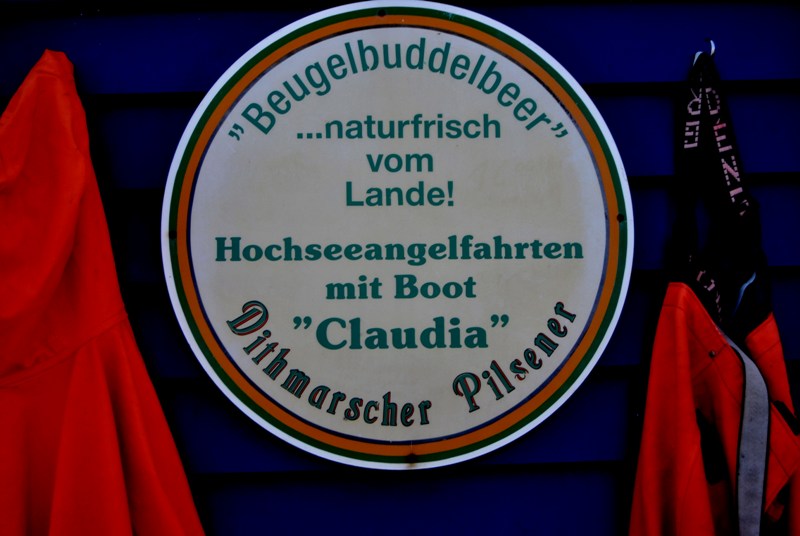 „Beugelbuddelbeer”
...naturfrisch
vom
Lande!
Hochseeangelfahrten
mit Boot
"Claudia"
Dithmarscher Pilsener